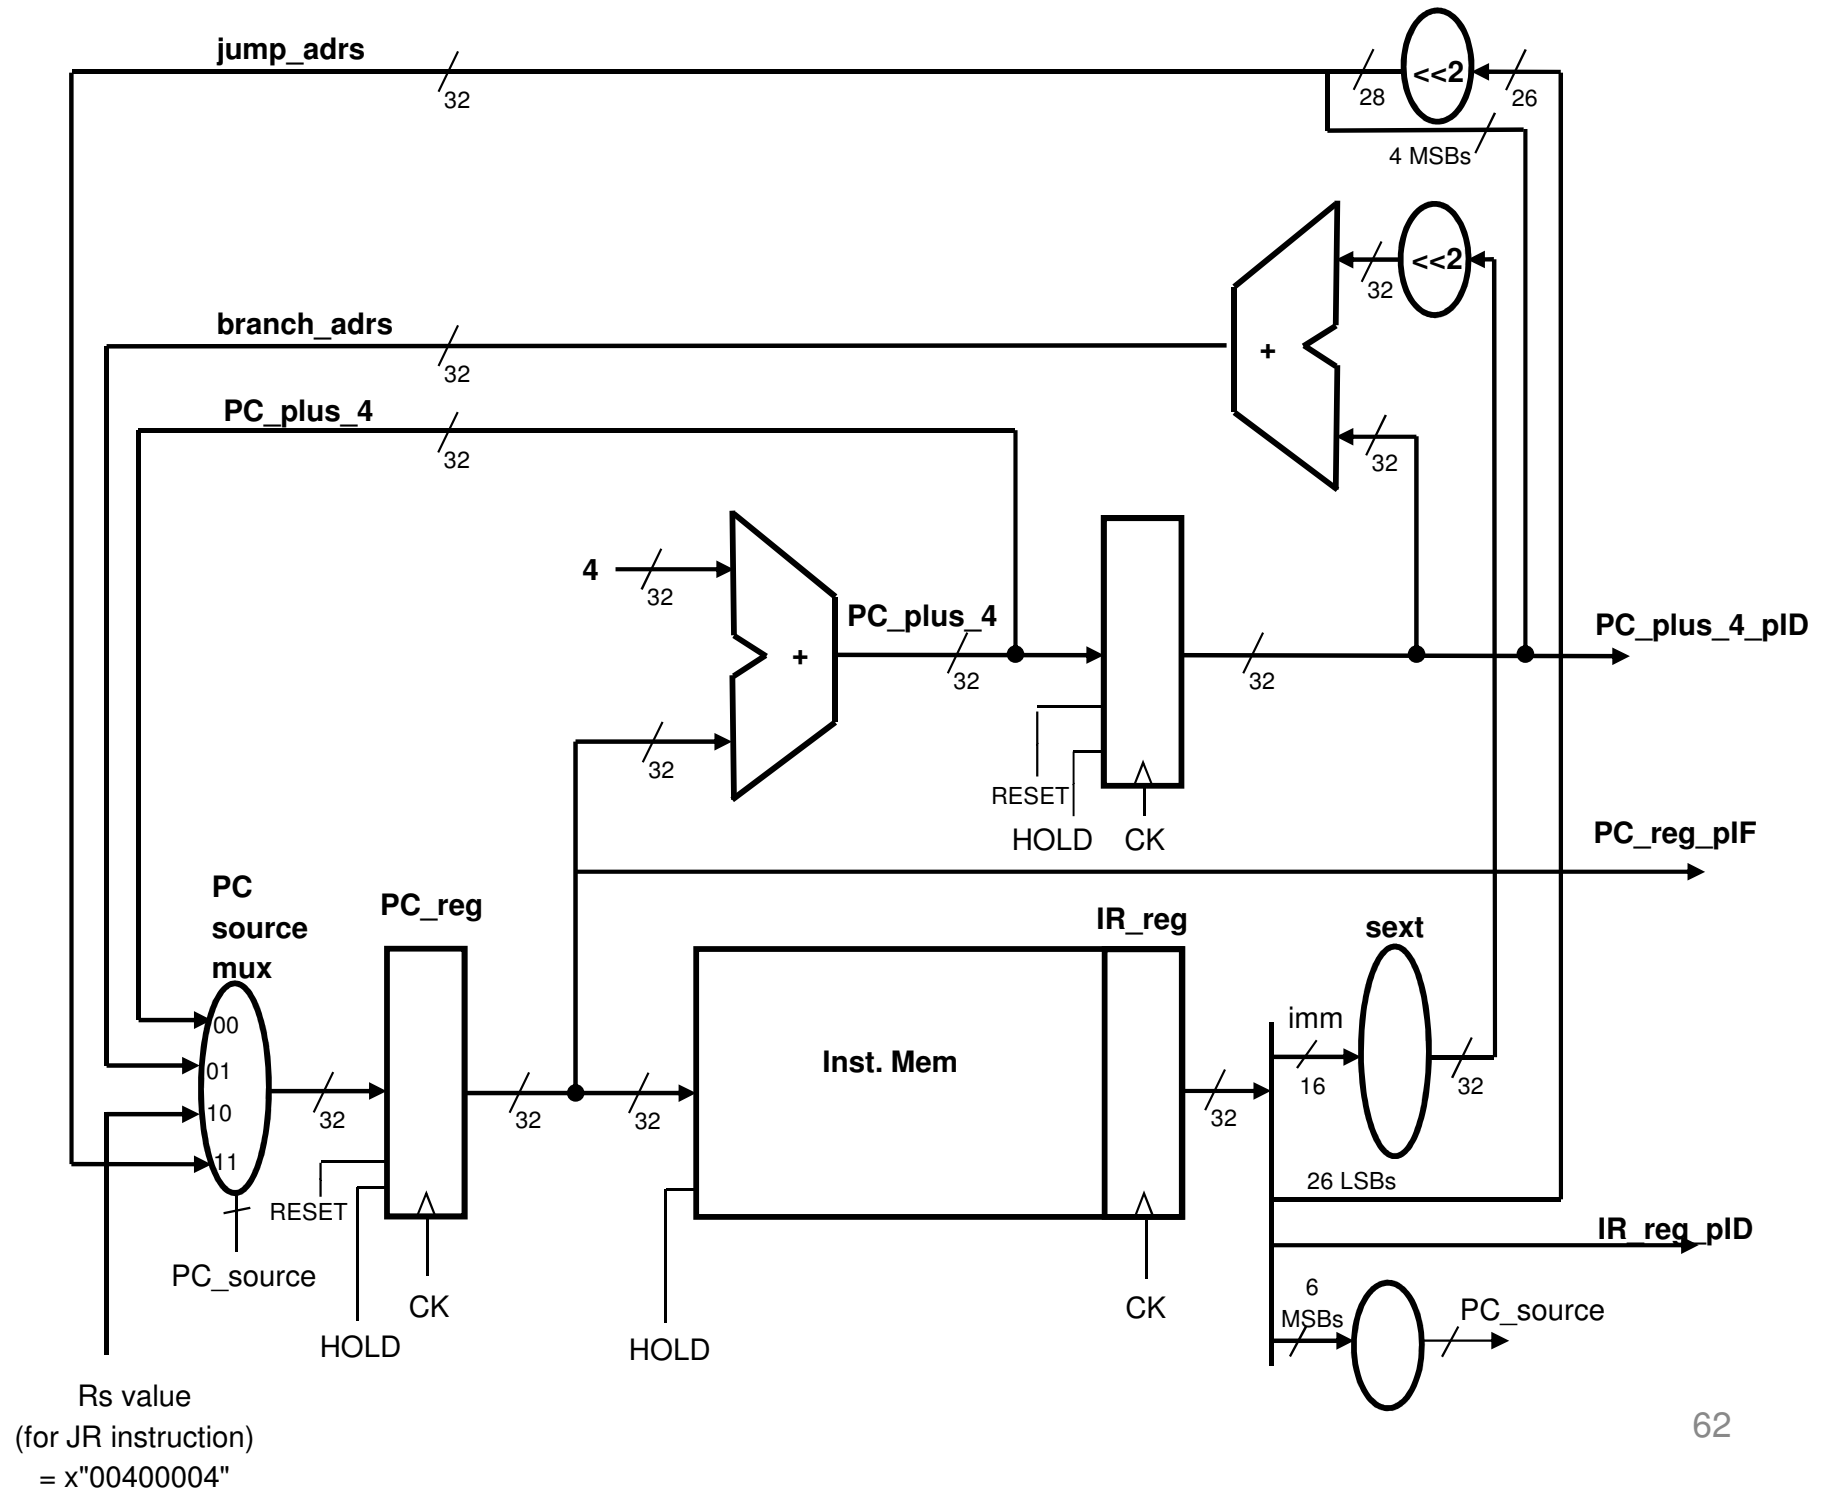 jump_adrs
32
28
<<2
26
4 MSBs
<<2
32
branch_adrs
32
+
PC_plus_4
32
32
4
32
PC_plus_4
32
+
32
PC_plus_4_pID
32
RESET
HOLD
CK
PC_reg_pIF
PC
source
mux
PC_reg
IR_reg
sext
00
01
10
11
32
32
32
Inst. Mem
32
imm
16
32
26 LSBs
RESET
PC_source
CK
HOLD
HOLD
CK
IR_reg_pID
6
MSBs
PC_source
Rs value
(for JR instruction)
= x"00400004"
62